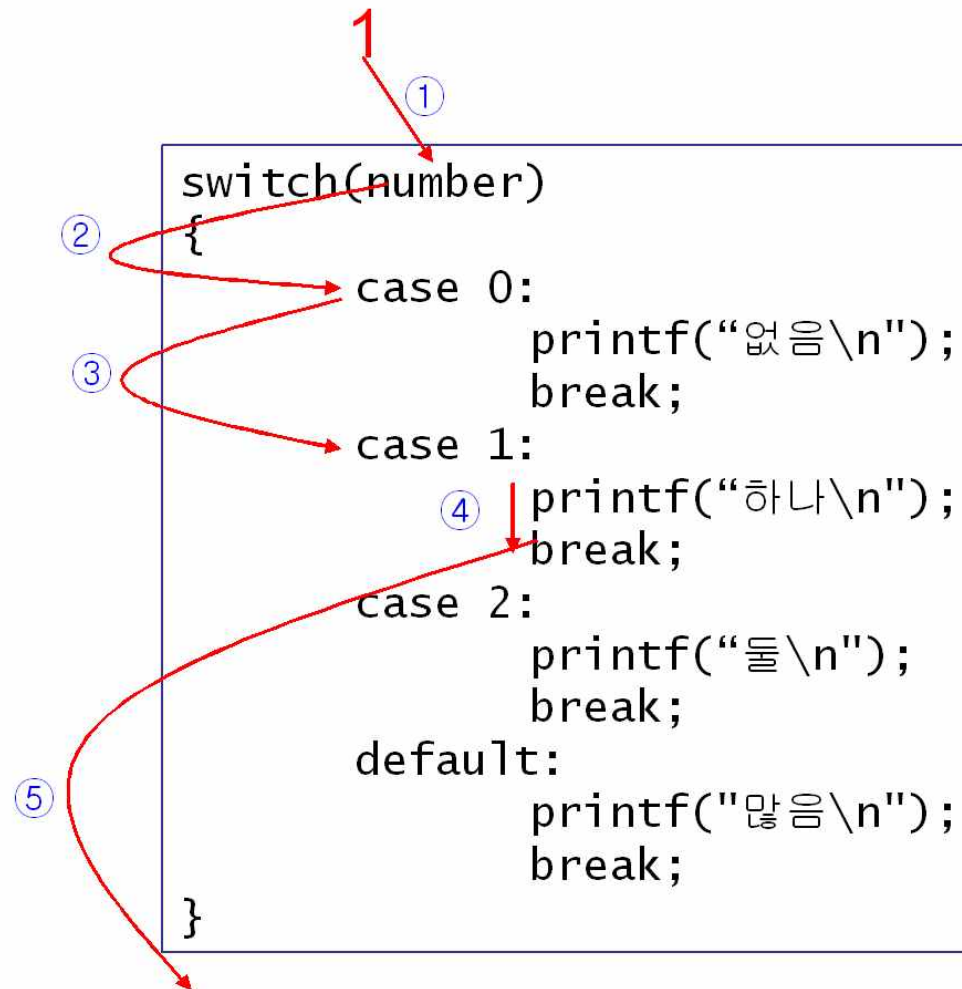 1
①
switch(number)
②
{
case 0:
printf(“없음\n");
③
break;
case 1:
④
printf(“하나\n");
break;
case 2:
printf(“둘\n");
break;
default:
⑤
printf("많음\n");
break;
}